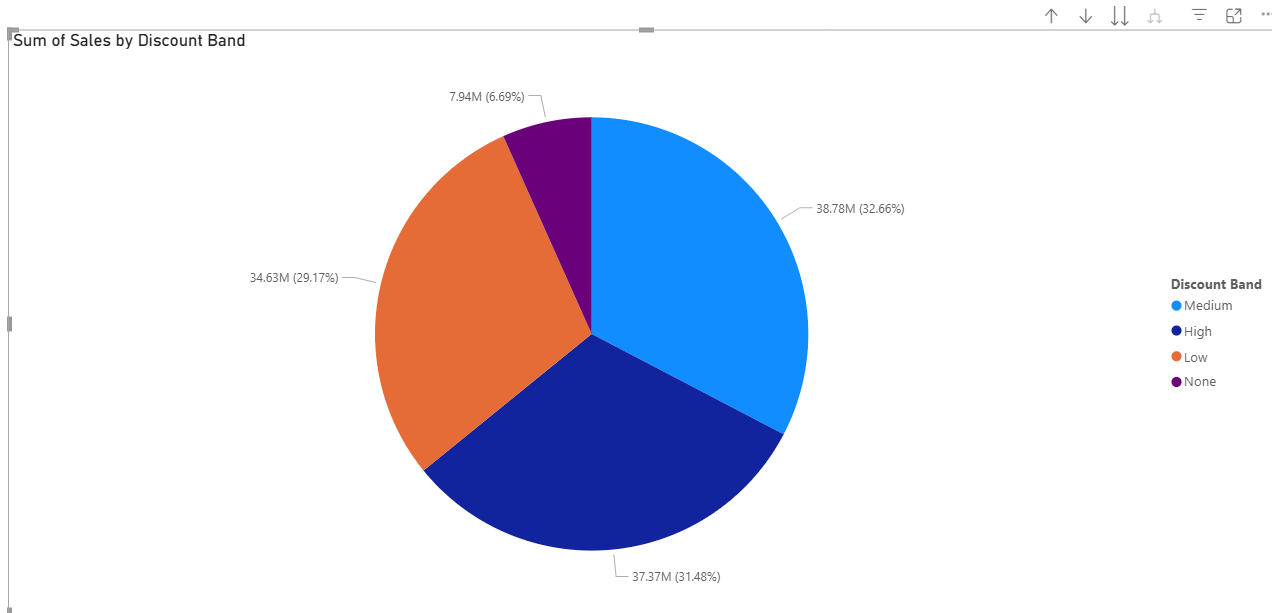 Sum of Sales by Discount Band
7.94M (6.69%)
38.78M (32.66%)
34.63M (29.17%)
37.37M (31.48%)
Discount Band
Medium
High
Low
None